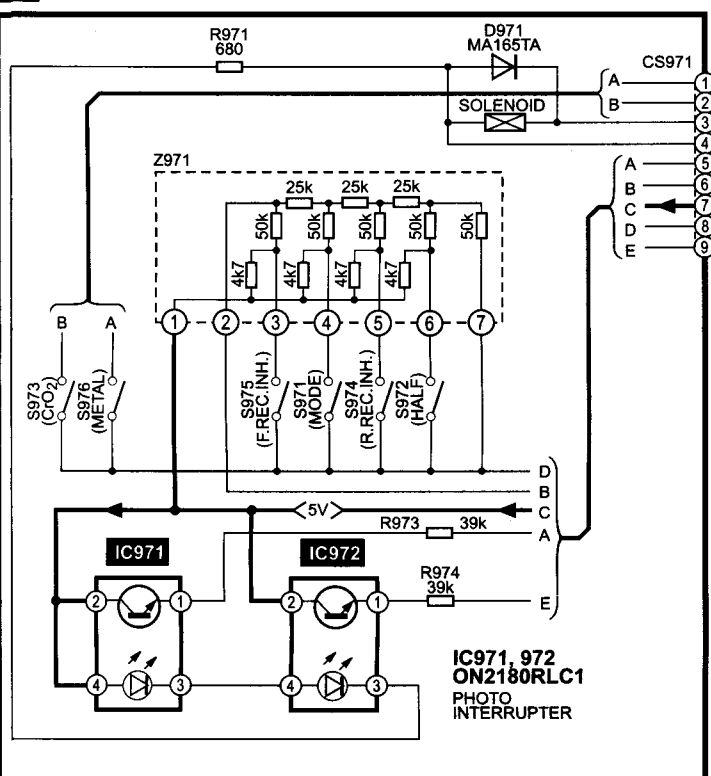 R971
680
D971
MA165TA
CS971
A
B
SOLENOID
1
2
3
4
5
6
7
8
9
A
B
C
D
E
Z971
25k 25k 25k
50k 50k 50k 50k 50k
4k7 4k7 4k7 4k7
1 2 3 4 5 6 7
B A
S973
(CrO2)
S976
(METAL)
S975
(F.REC.INH.)
S971
(MODE)
S974
(R.REC.INH.)
S972
(HALF)
D
B
5V
C
R973 39k
A
IC971
IC972
R974
39k
E
2 1 2 1
4 3 4 3
IC971, 972
ON2180RLC1
PHOTO
INTERRUPTER